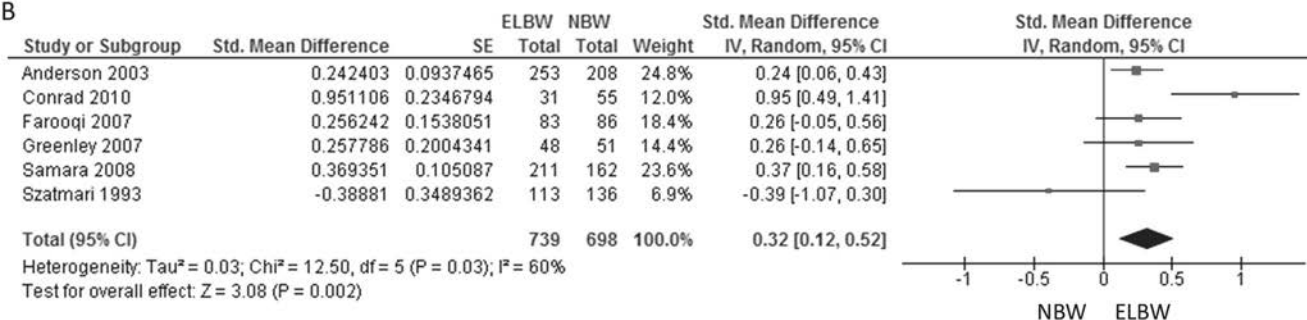 B
ELBW NBW Std. Mean Difference Std. Mean Difference
Study or Subgroup Std. Mean Difference SE Total Total Weight IV, Random, 95% CI IV, Random, 95% CI
Anderson 2003 0.242403 0.0937465 253 208 24.8% 0.24 [0.06, 0.43]
Conrad 2010 0.951106 0.2346794 31 55 12.0% 0.95 [0.49, 1.41]
Farooqi 2007 0.256242 0.1538051 83 86 18.4% 0.26 [-0.05, 0.56]
Greenley 2007 0.257786 0.2004341 48 51 14.4% 0.26 [-0.14, 0.65]
Samara 2008 0.369351 0.105087 211 162 23.6% 0.37 [0.16, 0.58]
Szatmari 1993 -0.38881 0.3489362 113 136 6.9% -0.39 [-1.07, 0.30]
Total (95% CI) 739 698 100.0% 0.32 [0.12, 0.52]
Heterogeneity: Tau² = 0.03; Chi² = 12.50, df = 5 (P = 0.03); I² = 60%
Test for overall effect: Z = 3.08 (P = 0.002)
-1 -0.5 0 0.5 1
NBW ELBW